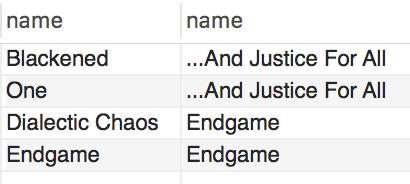 name name
Blackened ...And Justice For All
One ...And Justice For All
Dialectic Chaos Endgame
Endgame Endgame